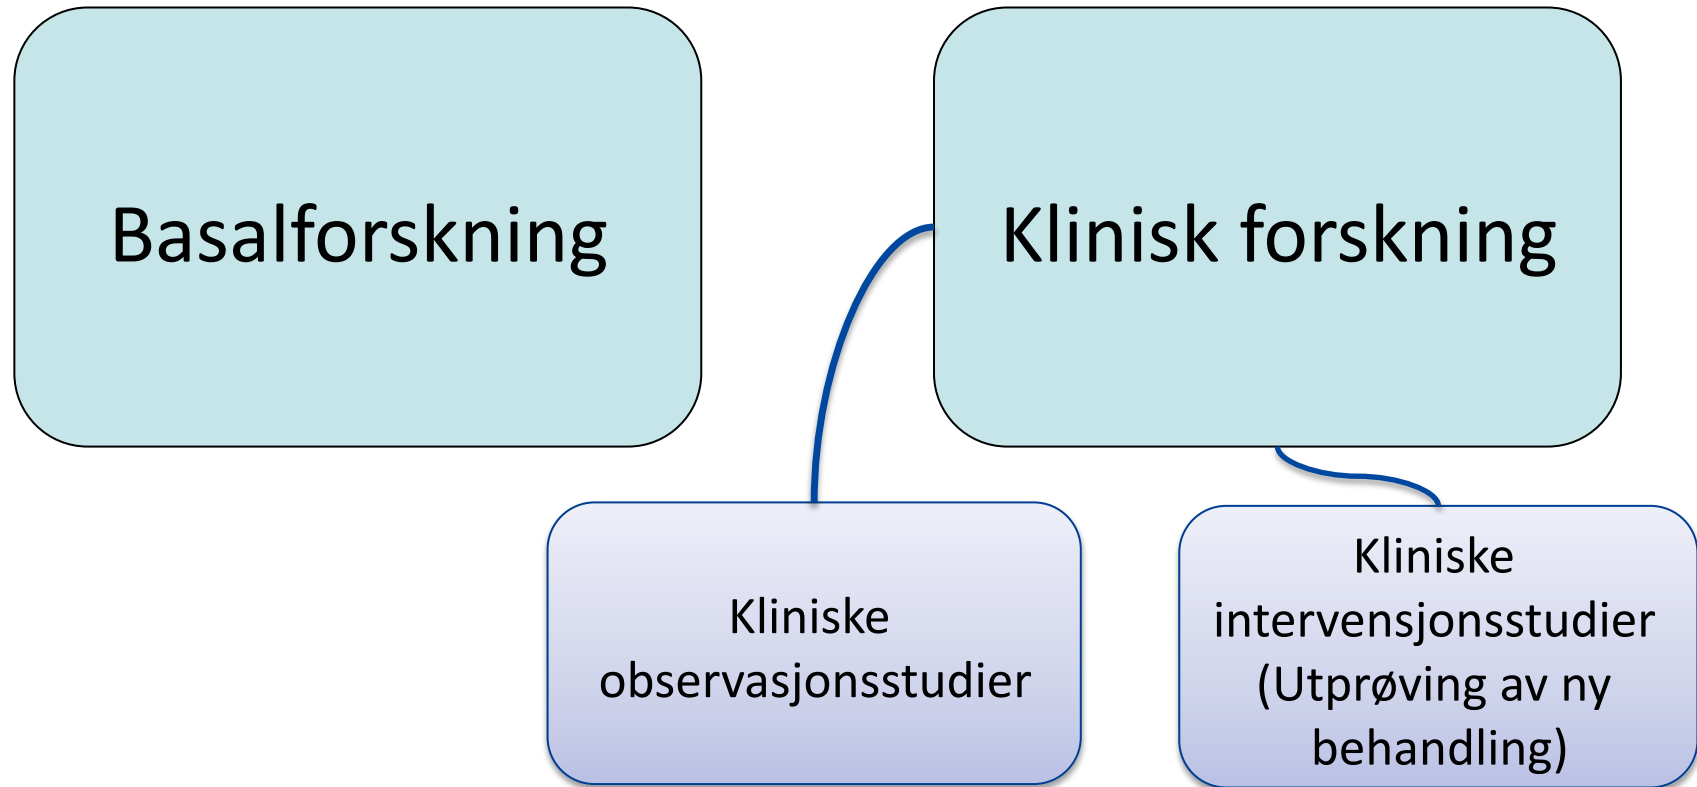 Basalforskning
Klinisk forskning
Kliniske
observasjonsstudier
Kliniske
intervensjonsstudier
(Utprøving av ny
behandling)